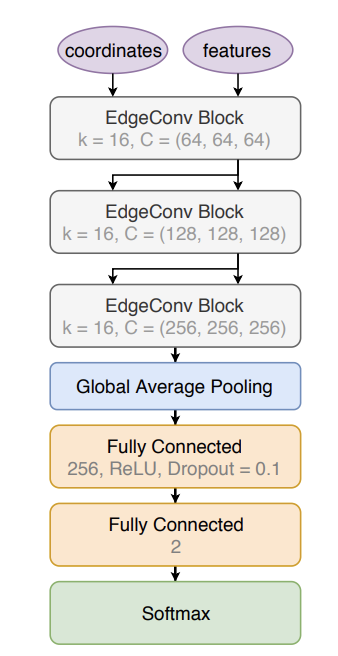 coordinates features
EdgeConv Block
k = 16, C = (64, 64, 64)
EdgeConv Block
k = 16, C = (128, 128, 128)
EdgeConv Block
k = 16, C = (256, 256, 256)
Global Average Pooling
Fully Connected
256, ReLU, Dropout = 0.1
Fully Connected
2
Softmax